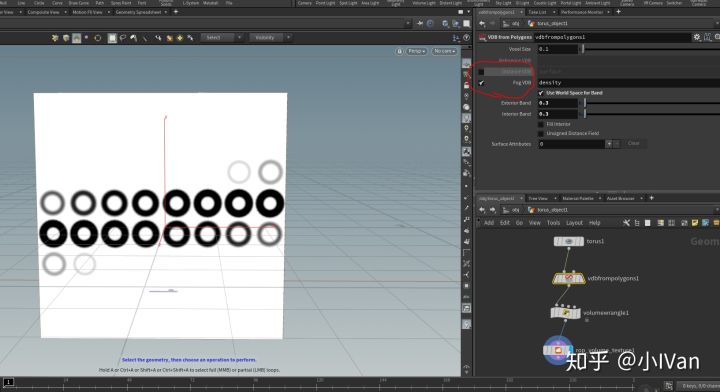 Circle Curve Draw Curve Path Spray Paint Font L-System Metaball File Camera Point Light Spot Light Area Light Light Volume Light Distant Light Environment Light Sky Light GI Light Caustic Light Portal Light Ambient Light VR Camera Switcher
View Composite View Motion FX View Geometry Spreadsheet
vdbfrompolygons1 Take List Performance Monitor
obj torus_object1
VDB from Polygons vdbfrompolygons1
Select Visibility
Persp No cam
Voxel Size 0.1
Reference VDB
Distance VDB surface
Fog VDB density
Use World Space for Band
Exterior Band 0.3
Interior Band 0.3
Fill Interior
Unsigned Distance Field
Surface Attributes 0 Clear
/obj/torus_object1 Tree View Material Palette Asset Browser
obj torus_object1
Add Edit Go View Tools Layout Help
Geom
torus1
vdbfrompolygons1
volumewrangle1
rop_volume_texture1
Select the geometry, then choose an operation to perform.
Hold A or Ctrl+A or Shift+A or Ctrl+Shift+A to select full (MMB) or partial (LMB) loops.
知乎 @小IVan
0 keys, 0/0 channe